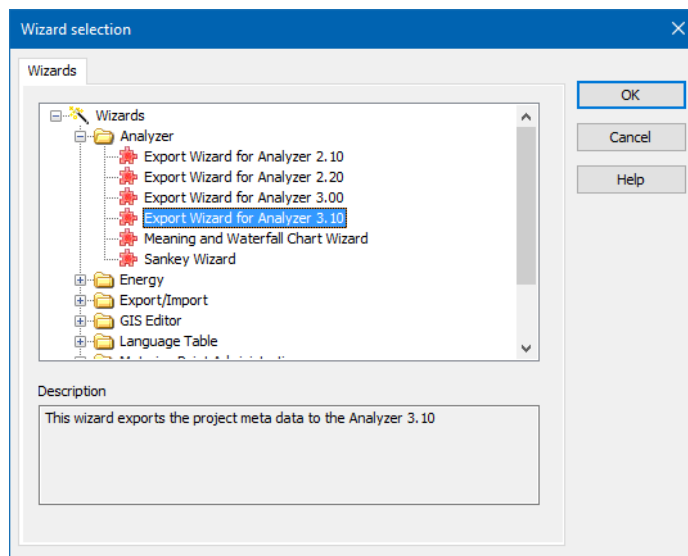 Wizard selection
Wizards
Wizards
Analyzer
Export Wizard for Analyzer 2.10
Export Wizard for Analyzer 2.20
Export Wizard for Analyzer 3.00
Export Wizard for Analyzer 3.10
Meaning and Waterfall Chart Wizard
Sankey Wizard
Energy
Export/Import
GIS Editor
Language Table
OK
Cancel
Help
Description
This wizard exports the project meta data to the Analyzer 3.10